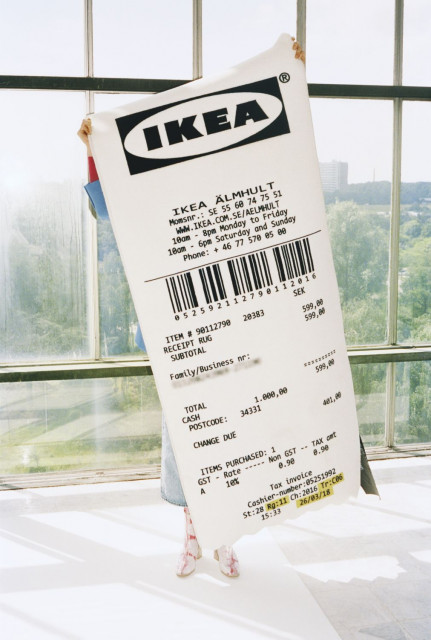 IKEA ®
IKEA ÄLMHULT
Momsnr.: SE 55 60 74 75 51
WWW.IKEA.COM.SE/AELMHULT
10am - 8pm Monday to Friday
10am - 6pm Saturday and Sunday
Phone: + 46 77 570 05 00
052592112790112016
SEK
ITEM # 90112790 20383 599,00
RECEIPT RUG 599,00
SUBTOTAL
Family/Business nr:
==========
599,00
TOTAL 1.000,00
CASH
POSTCODE: 34331
401,00
CHANGE DUE
ITEMS PURCHASED: 1
GST - Rate ----- Non GST -- TAX amt
A 10% 0.90 0.90
Tax invoice
Cashier-number:05251992
St:28 Rg:11 Ch:2016 Tr:C06
15:33 26/03/18